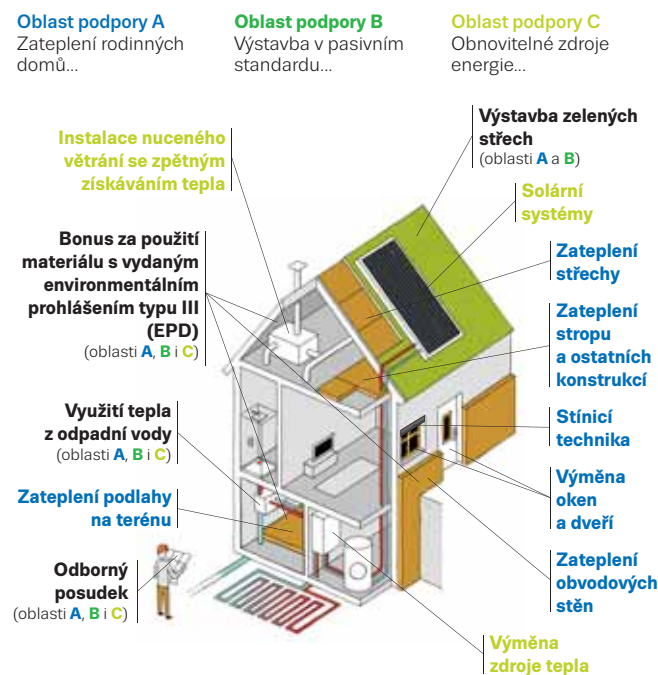 Oblast podpory A
Zateplení rodinných
domů...
Oblast podpory B
Výstavba v pasivním
standardu...
Oblast podpory C
Obnovitelné zdroje
energie...
Instalace nuceného
větrání se zpětným
získáváním tepla
Bonus za použití
materiálu s vydaným
environmentálním
prohlášením typu III
(EPD)
(oblasti A, B i C)
Využití tepla
z odpadní vody
(oblasti A, B i C)
Zateplení podlahy
na terénu
Odborný
posudek
(oblasti A, B i C)
Výstavba zelených
střech
(oblasti A a B)
Solární
systémy
Zateplení
střechy
Zateplení
stropu
a ostatních
konstrukcí
Stínicí
technika
Výměna
oken
a dveří
Zateplení
obvodových
stěn
Výměna
zdroje tepla